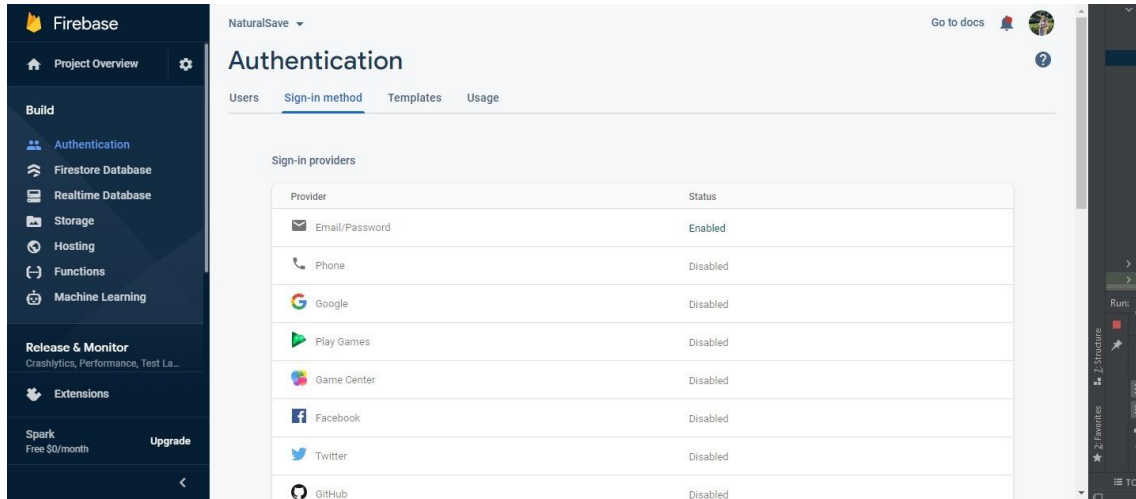 Firebase
Project Overview
Build
Authentication
Firestore Database
Realtime Database
Storage
Hosting
Functions
Machine Learning
Release & Monitor
Crashlytics, Performance, Test La...
Extensions
Spark
Free $0/month
Upgrade
NaturalSave
Go to docs
Authentication
Users Sign-in method Templates Usage
Sign-in providers
Provider Status
Email/Password Enabled
Phone Disabled
Google Disabled
Play Games Disabled
Game Center Disabled
Facebook Disabled
Twitter Disabled
GitHub Disabled
Run:
7: Structure
2: Favorites
TO